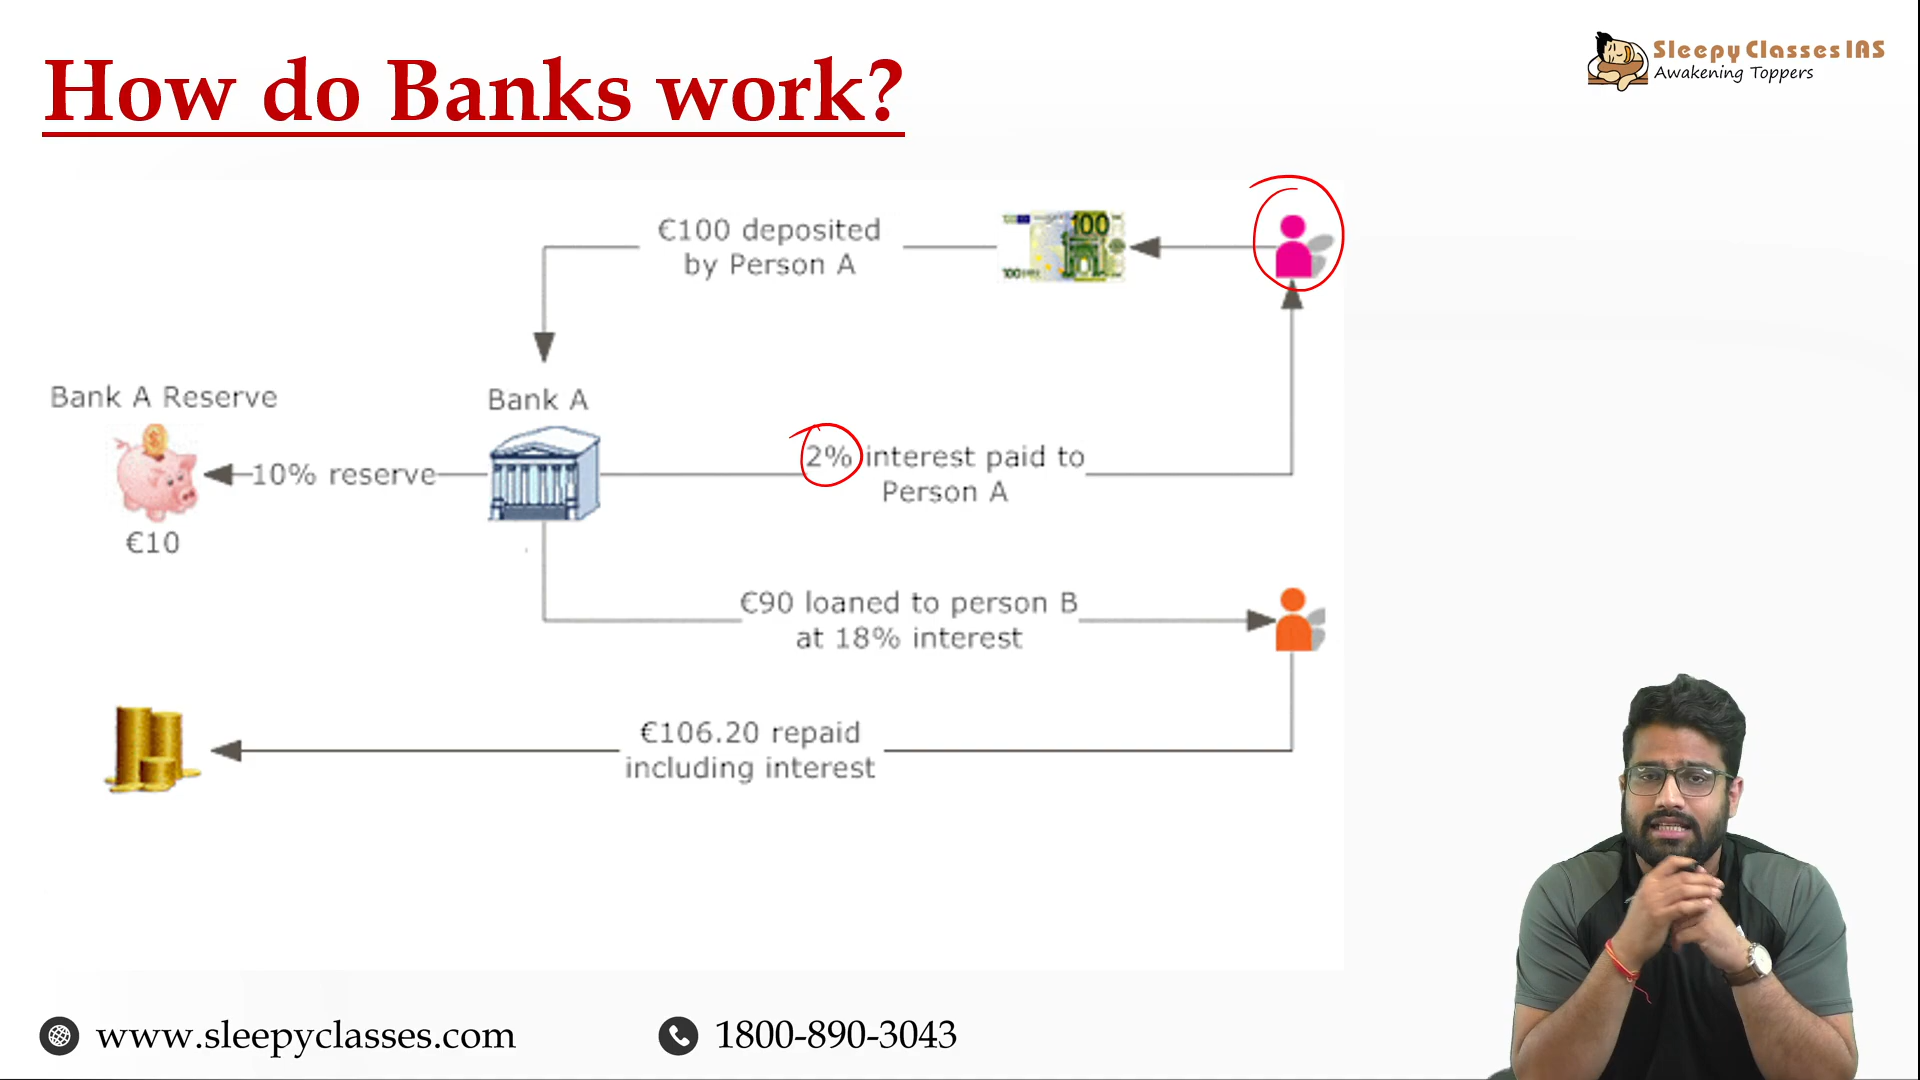 How do Banks work?
Sleepy Classes IAS
Awakening Toppers
€100 deposited
by Person A
100
100
Bank A Reserve
Bank A
10% reserve
€10
2% interest paid to
Person A
€90 loaned to person B
at 18% interest
€106.20 repaid
including interest
www.sleepyclasses.com
1800-890-3043